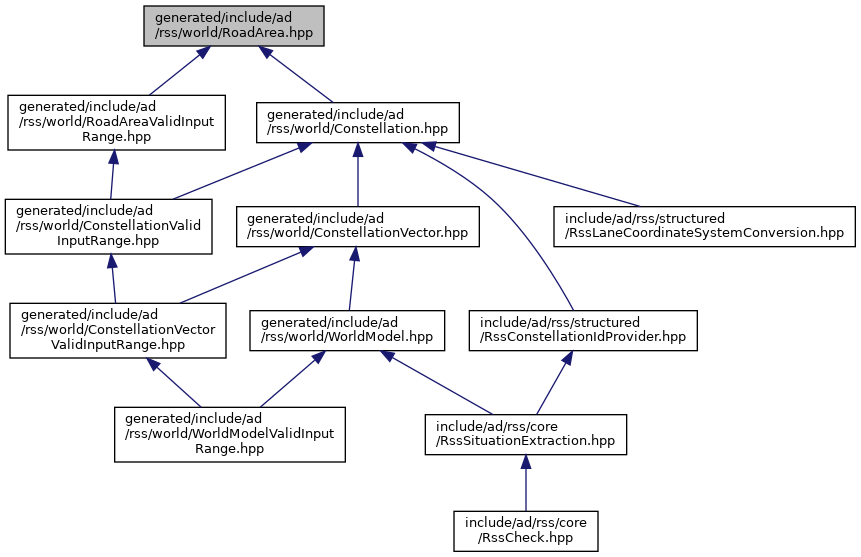 generated/include/ad
/rss/world/RoadArea.hpp
generated/include/ad
/rss/world/RoadAreaValidInput
Range.hpp
generated/include/ad
/rss/world/Constellation.hpp
generated/include/ad
/rss/world/ConstellationValid
InputRange.hpp
generated/include/ad
/rss/world/ConstellationVector.hpp
include/ad/rss/structured
/RssLaneCoordinateSystemConversion.hpp
generated/include/ad
/rss/world/ConstellationVector
ValidInputRange.hpp
generated/include/ad
/rss/world/WorldModel.hpp
include/ad/rss/structured
/RssConstellationIdProvider.hpp
generated/include/ad
/rss/world/WorldModelValidInput
Range.hpp
include/ad/rss/core
/RssSituationExtraction.hpp
include/ad/rss/core
/RssCheck.hpp